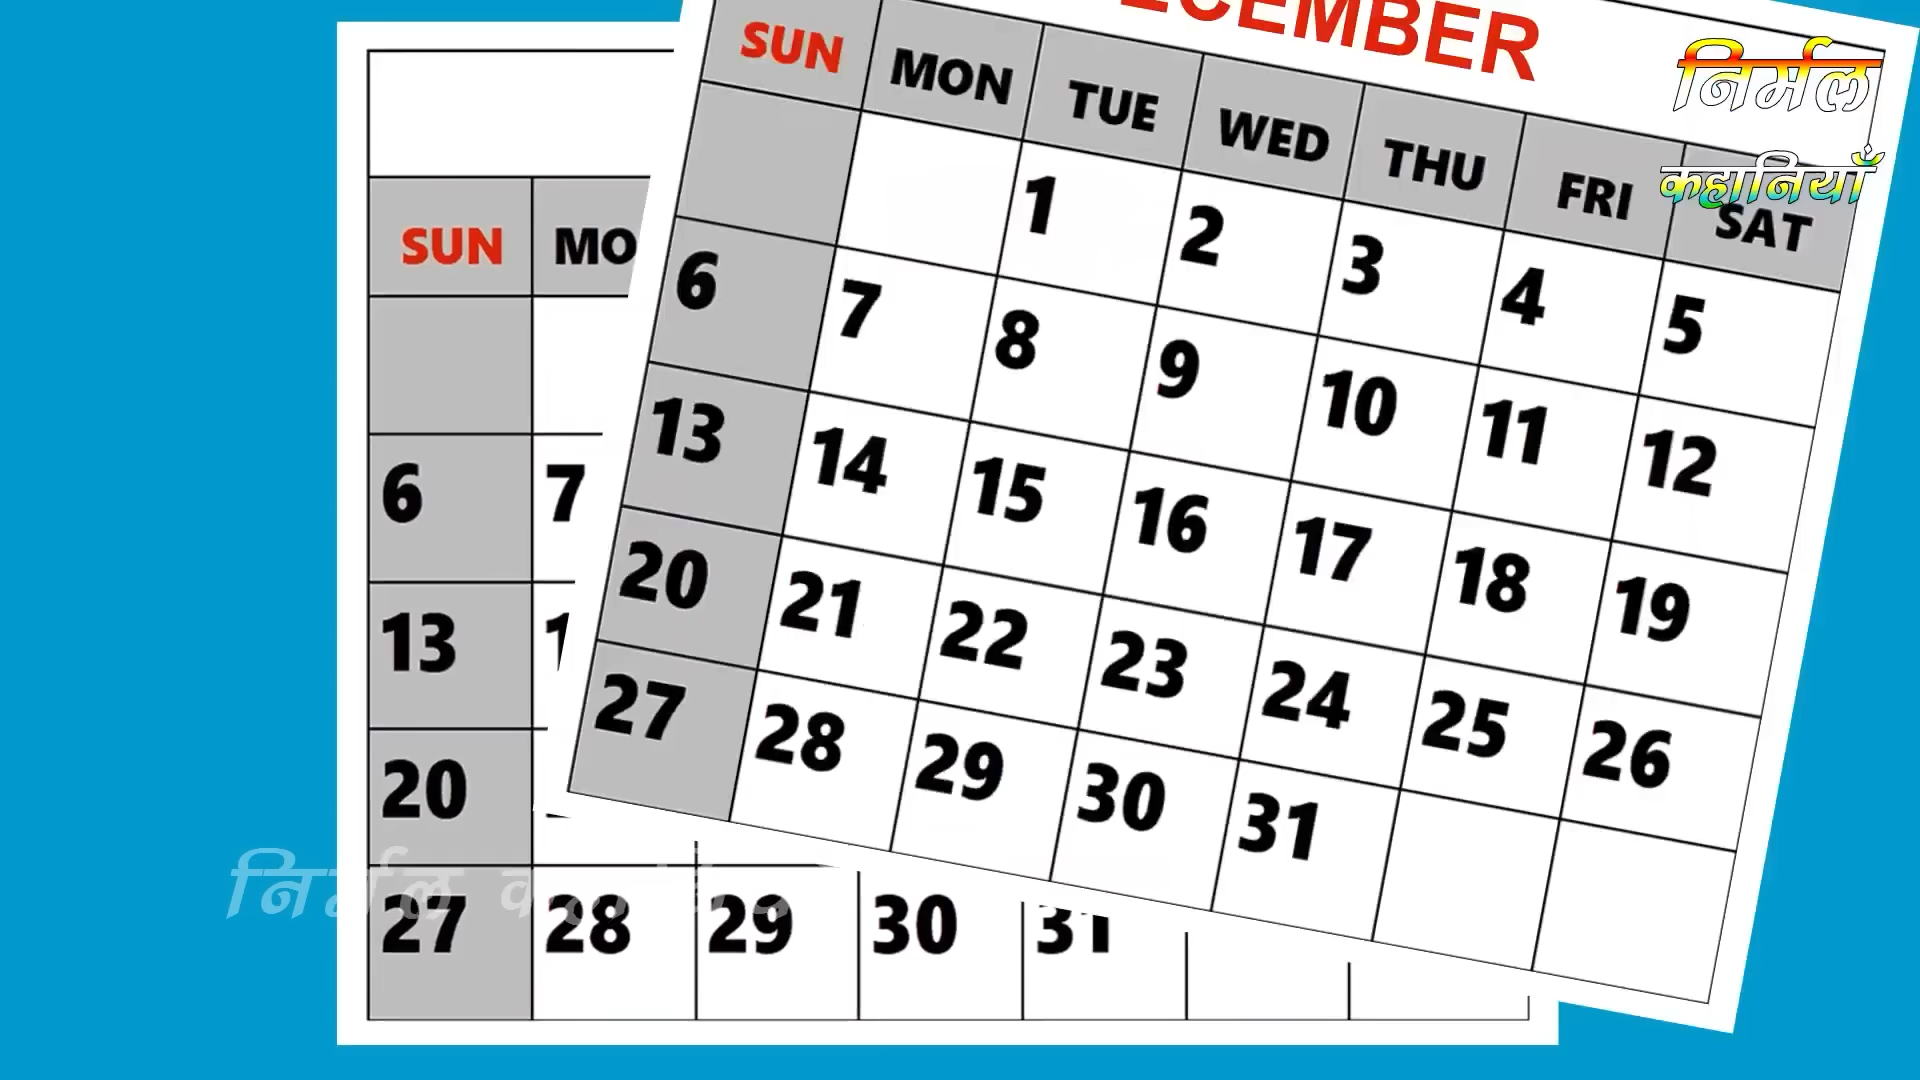 ECEMBER
निर्मल
कहानियाँ
SUN MON TUE WED THU FRI SAT
1 2 3 4 5
6 7 8 9 10 11 12
13 14 15 16 17 18 19
20 21 22 23 24 25 26
27 28 29 30 31
SUN MO
6 7
13 1
20
27 28 29 30 31
निर्मल